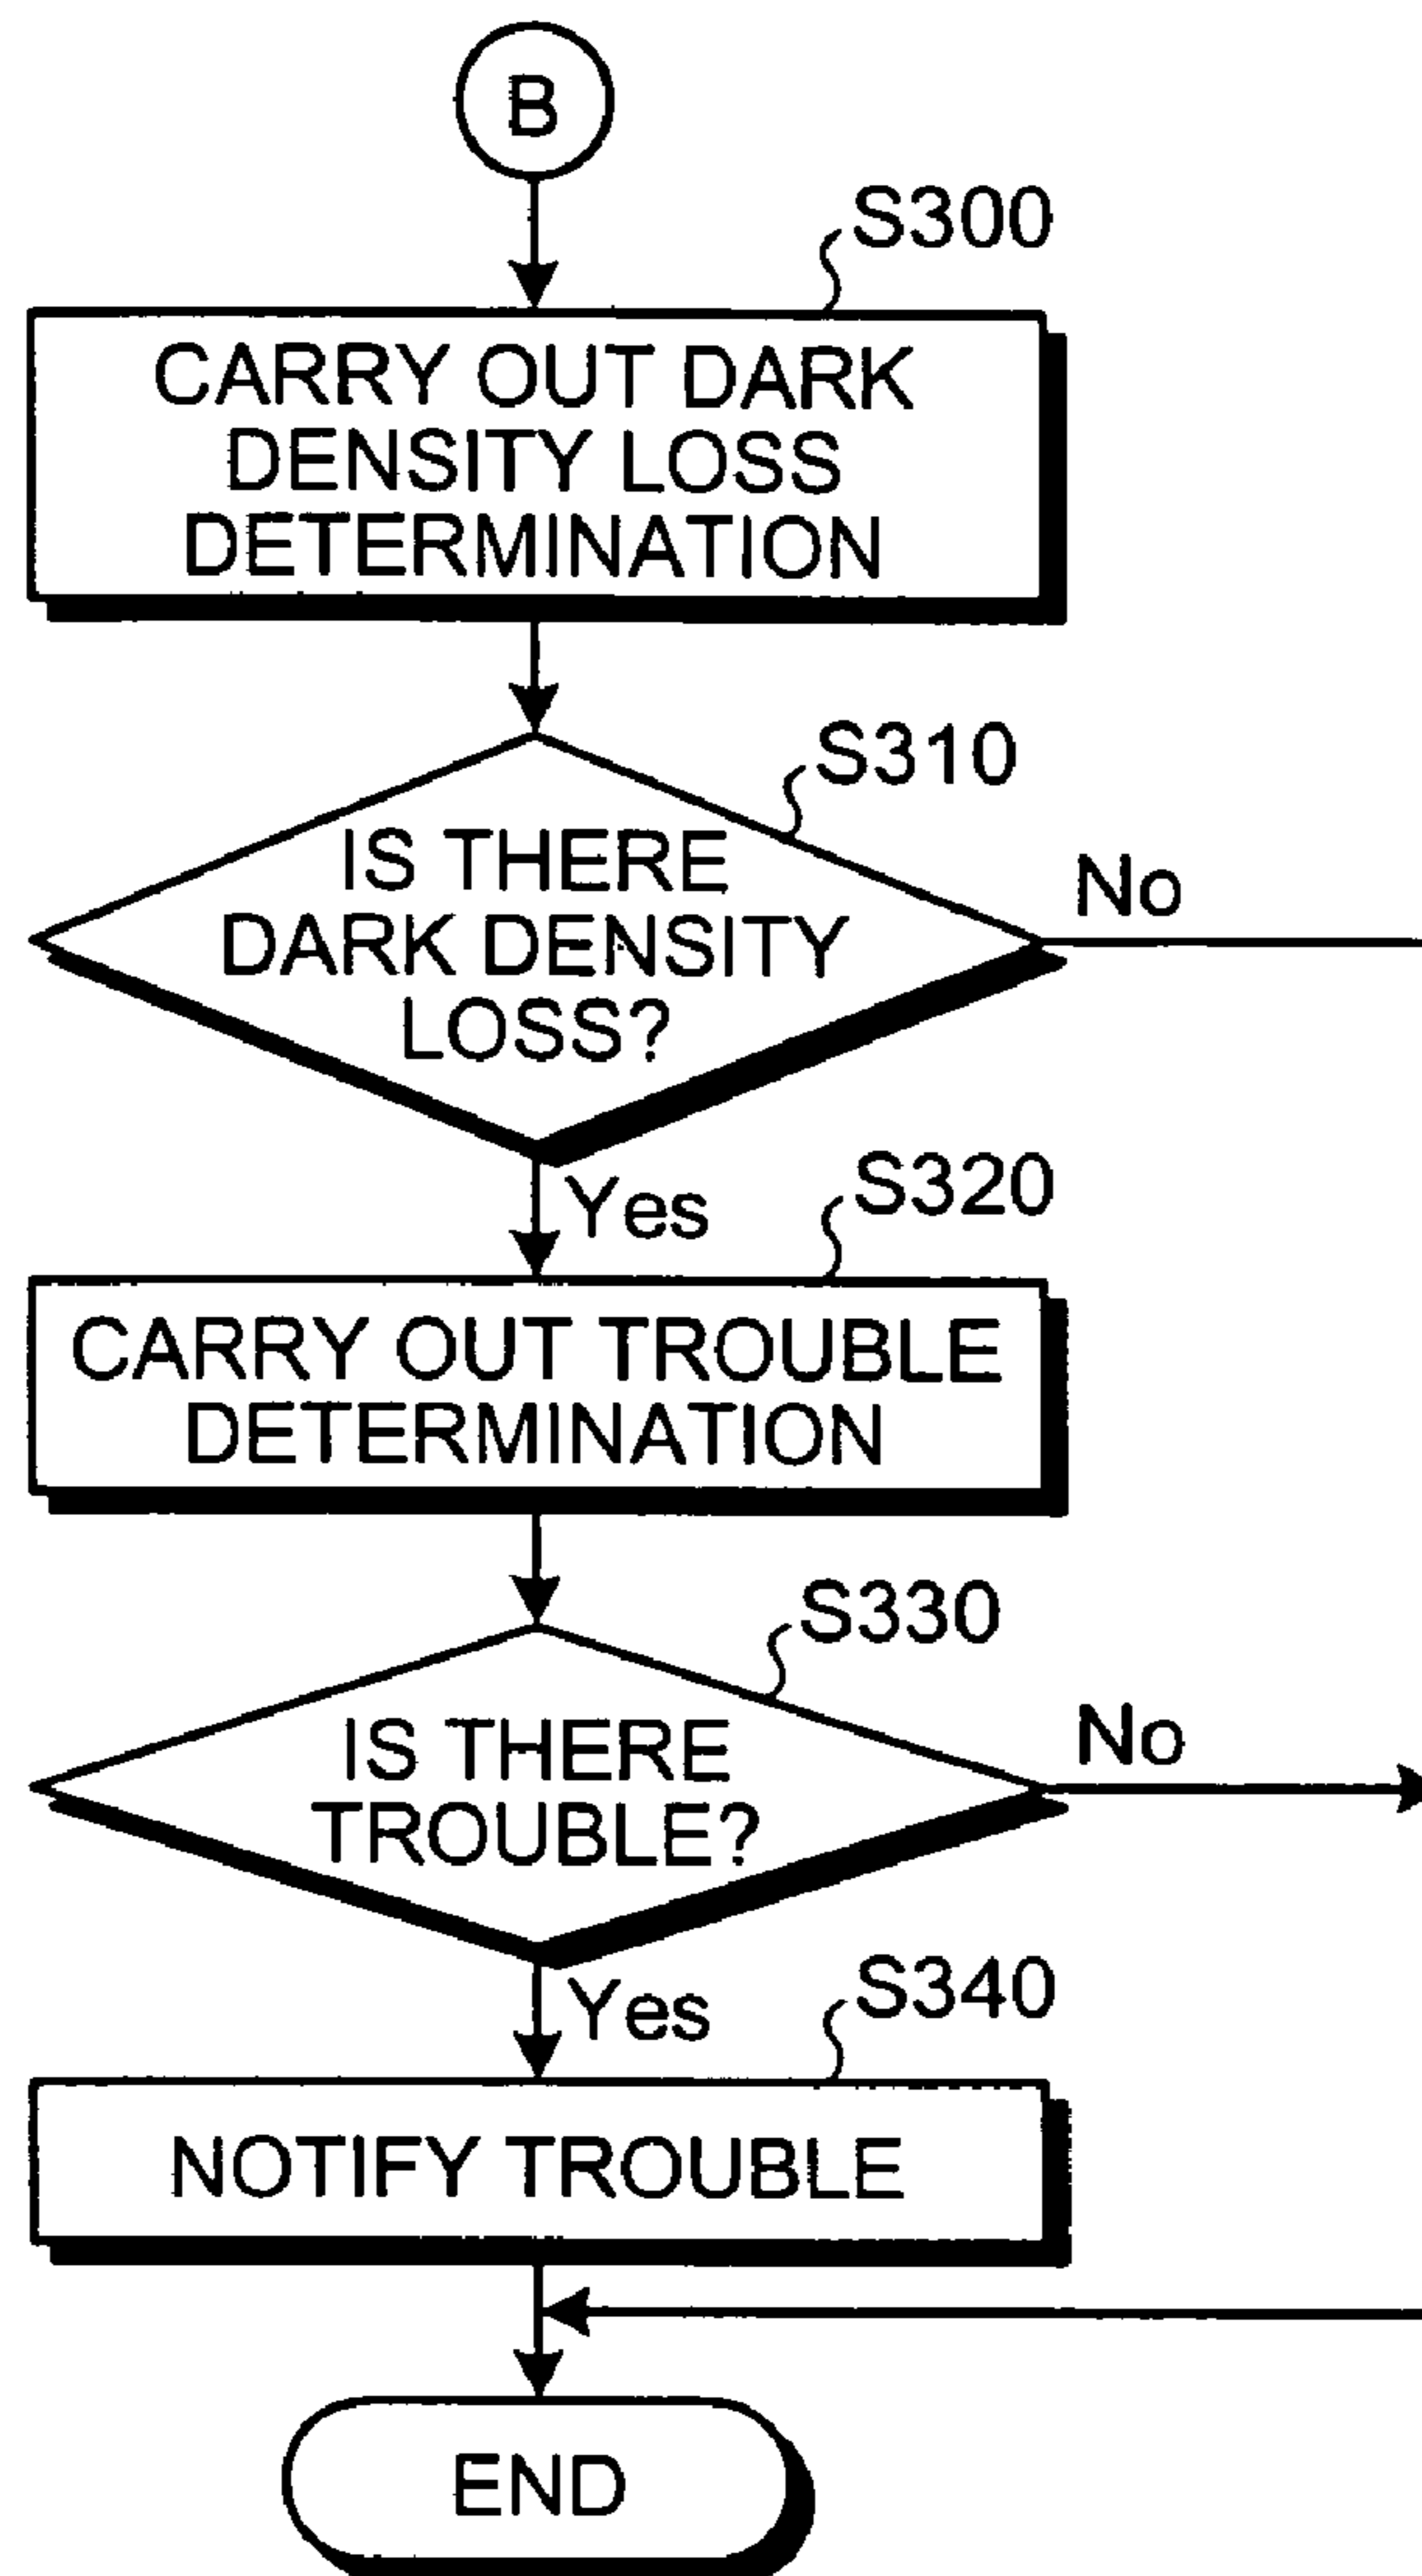 B
S300
CARRY OUT DARK
DENSITY LOSS
DETERMINATION
S310
IS THERE
DARK DENSITY
LOSS?
No
Yes
S320
CARRY OUT TROUBLE
DETERMINATION
S330
IS THERE
TROUBLE?
No
Yes
S340
NOTIFY TROUBLE
END